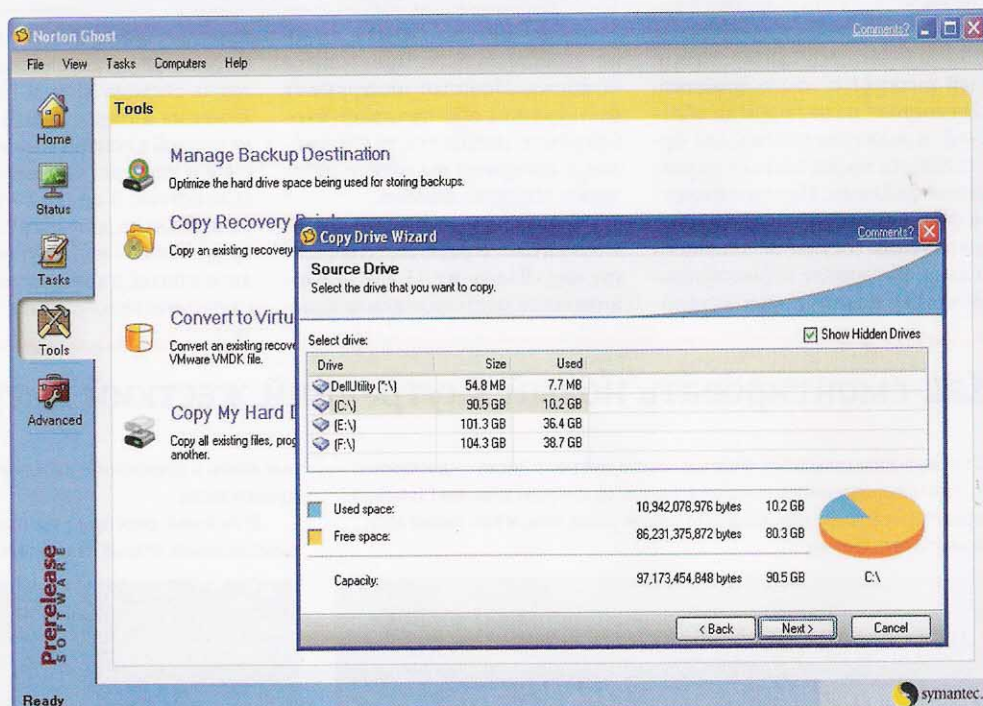 Norton Ghost
Comments?
File View Tasks Computers Help
Home
Status
Tasks
Tools
Advanced
Prerelease
SOFTWARE
Ready
Tools
Manage Backup Destination
Optimize the hard drive space being used for storing backups.
Copy Recovery
Copy an existing recovery
Convert to Virtu
Convert an existing recove
VMware VMDK file.
Copy My Hard D
Copy all existing files, prog
another.
Copy Drive Wizard
Comments?
Source Drive
Select the drive that you want to copy.
Select drive:
Show Hidden Drives
Drive Size Used
DellUtility (*:\) 54.8 MB 7.7 MB
(C:\) 90.5 GB 10.2 GB
(E:\) 101.3 GB 36.4 GB
(F:\) 104.3 GB 38.7 GB
Used space: 10,942,078,976 bytes 10.2 GB
Free space: 86,231,375,872 bytes 80.3 GB
Capacity: 97,173,454,848 bytes 90.5 GB
C:\
< Back Next > Cancel
symantec.